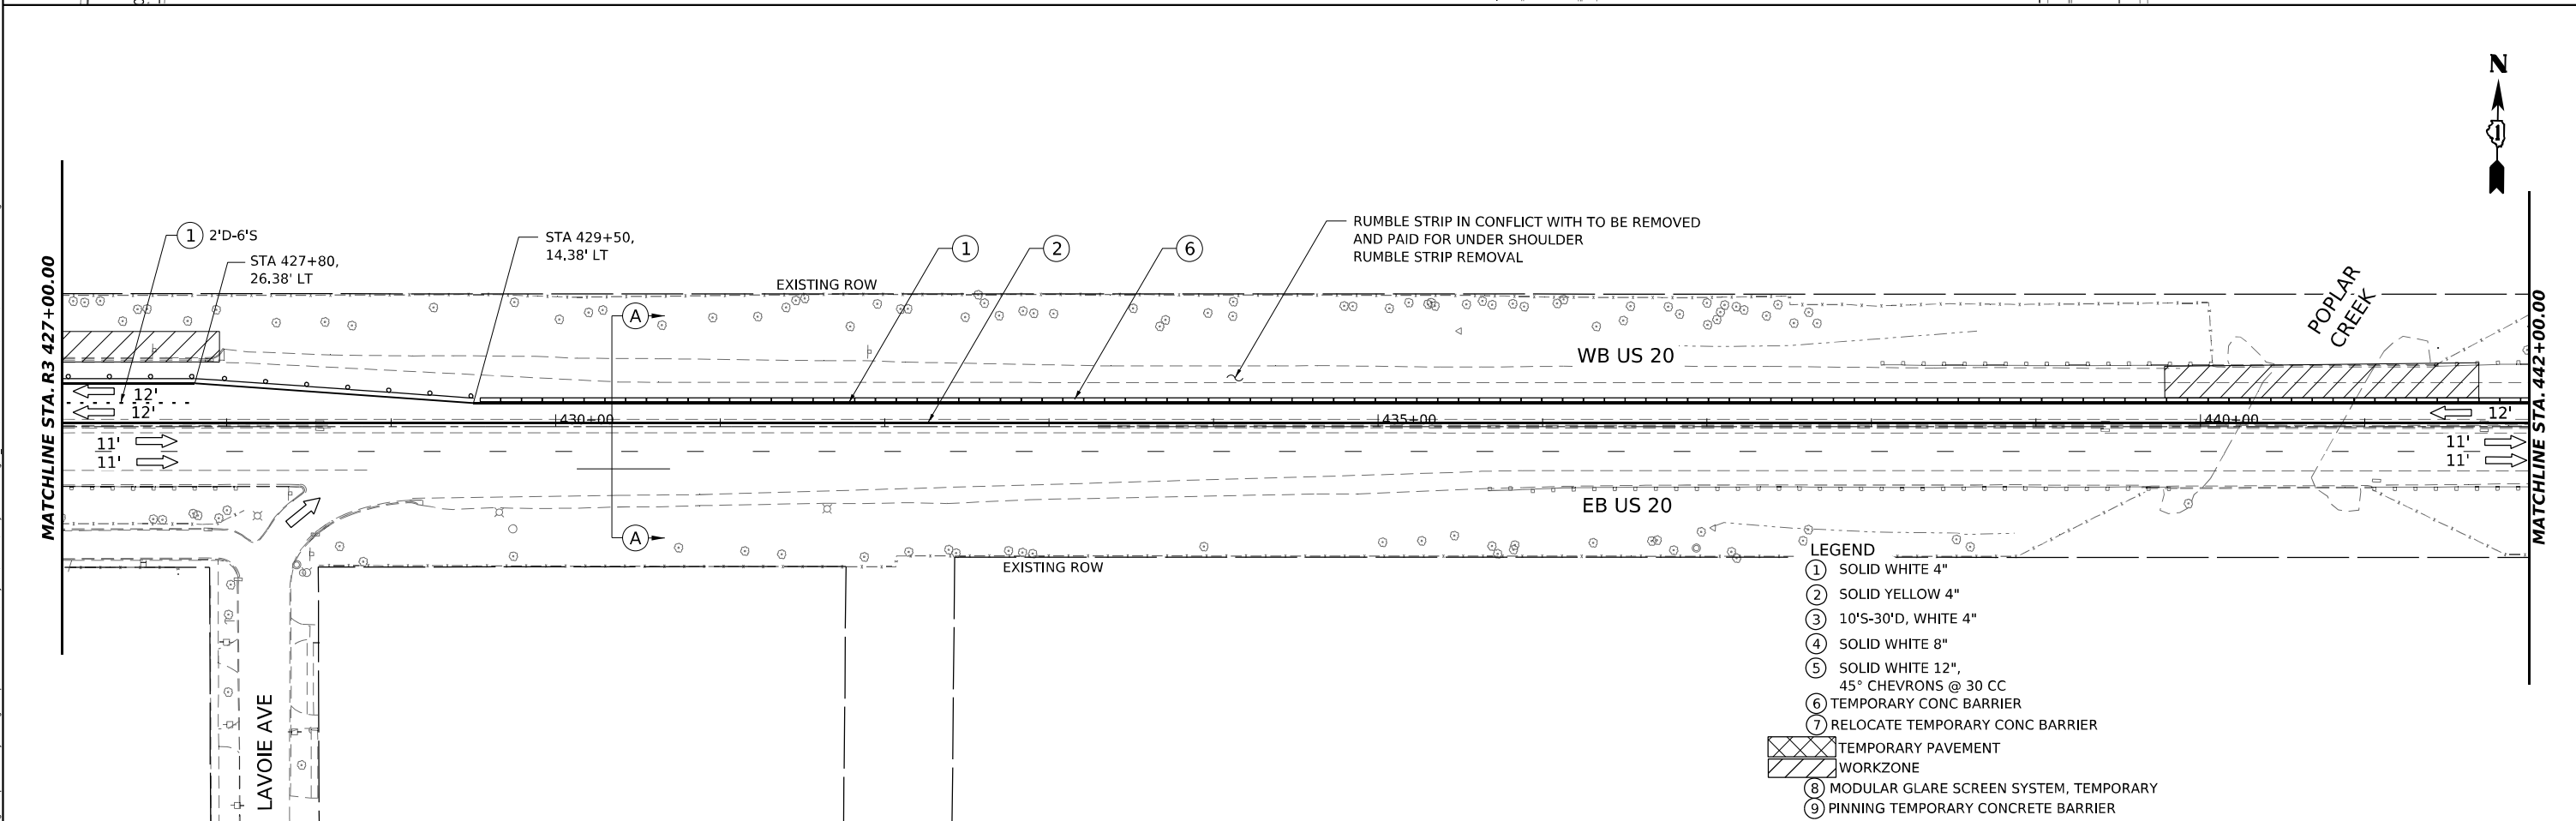 N
1
MATCHLINE STA. R3 427+00.00
1 2'D-6'S
STA 427+80,
26.38' LT
STA 429+50,
14.38' LT
1
2
6
RUMBLE STRIP IN CONFLICT WITH TO BE REMOVED
AND PAID FOR UNDER SHOULDER
RUMBLE STRIP REMOVAL
EXISTING ROW
A
POPLAR
CREEK
WB US 20
12'
12'
430+00
435+00
440+00
12'
11'
11'
11'
11'
EB US 20
A
EXISTING ROW
MATCHLINE STA. 442+00.00
LAVOIE AVE
LEGEND
1 SOLID WHITE 4"
2 SOLID YELLOW 4"
3 10'S-30'D, WHITE 4"
4 SOLID WHITE 8"
5 SOLID WHITE 12",
45° CHEVRONS @ 30 CC
6 TEMPORARY CONC BARRIER
7 RELOCATE TEMPORARY CONC BARRIER
TEMPORARY PAVEMENT
WORKZONE
8 MODULAR GLARE SCREEN SYSTEM, TEMPORARY
9 PINNING TEMPORARY CONCRETE BARRIER